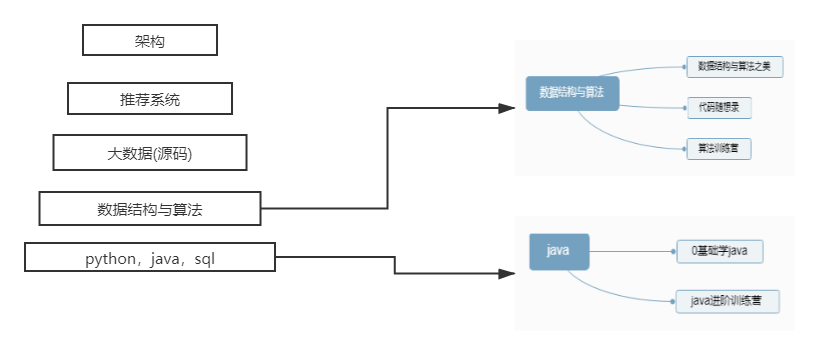 架构
推荐系统
大数据(源码)
数据结构与算法
python，java，sql
数据结构与算法
数据结构与算法之美
代码随想录
算法训练营
java
0基础学java
java进阶训练营